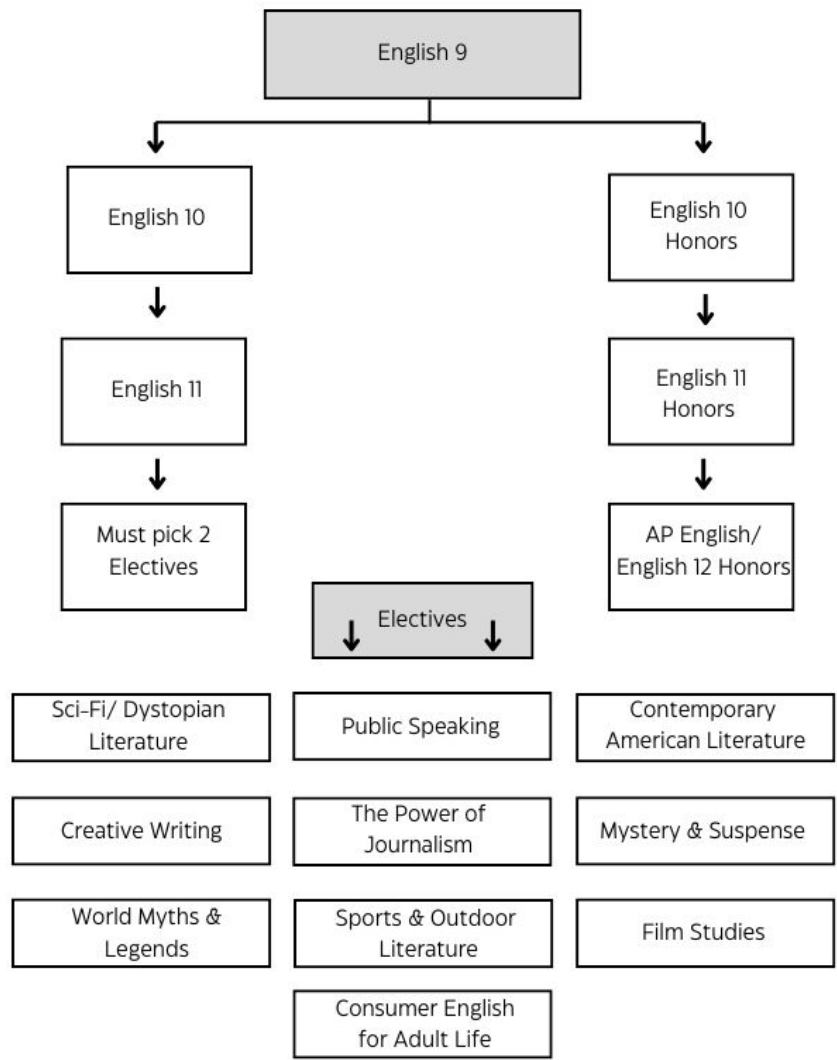 English 9
English 10
English 10
Honors
English 11
English 11
Honors
Must pick 2
Electives
AP English/
English 12 Honors
Electives
Sci-Fi/ Dystopian
Literature
Public Speaking
Contemporary
American Literature
Creative Writing
The Power of
Journalism
Mystery & Suspense
World Myths &
Legends
Sports & Outdoor
Literature
Film Studies
Consumer English
for Adult Life